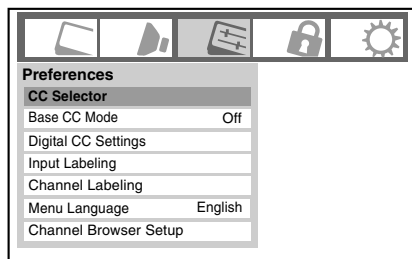 Preferences
CC Selector
Base CC Mode Off
Digital CC Settings
Input Labeling
Channel Labeling
Menu Language English
Channel Browser Setup